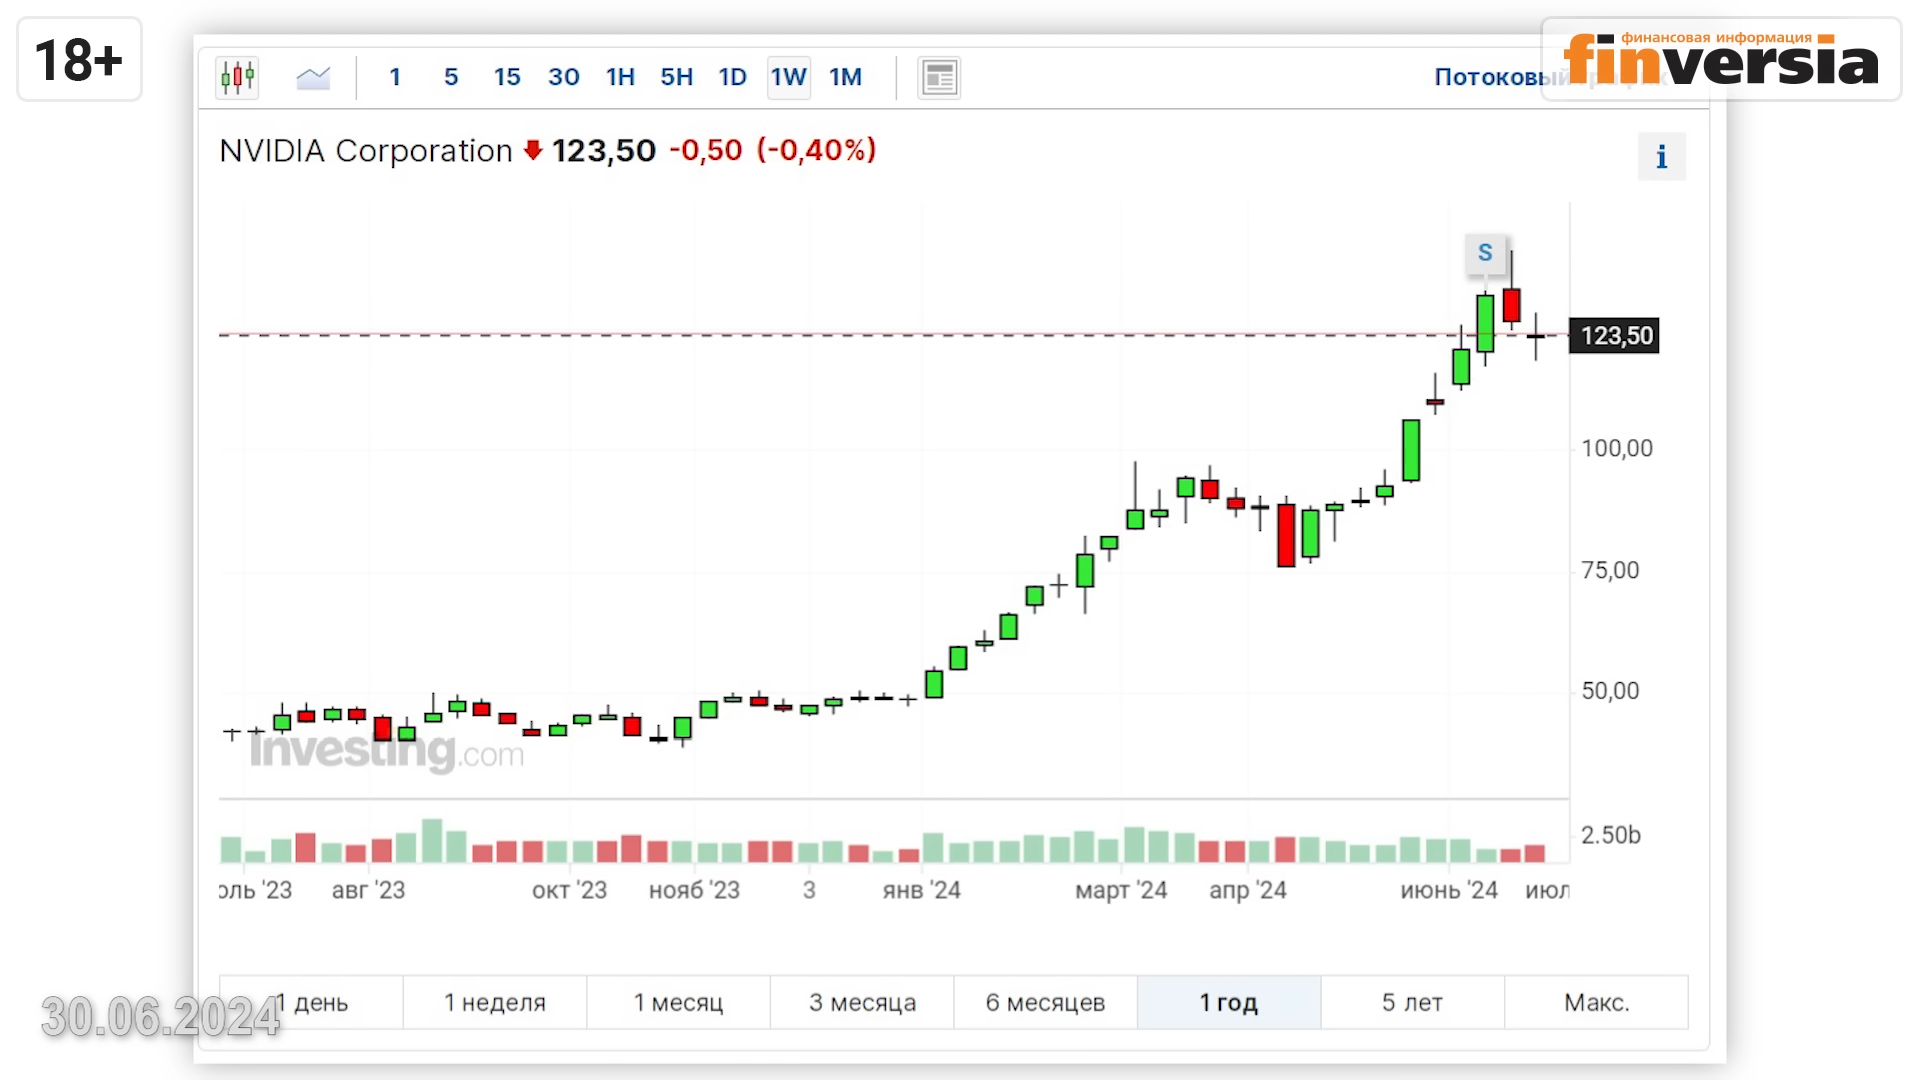 18+
1 5 15 30 1H 5H 1D 1W 1M
финансовая информация
finversia
NVIDIA Corporation 123,50 -0,50 (-0,40%)
i
S
123,50
100,00
75,00
50,00
Investing.com
2.50b
оль '23 авг '23 окт '23 нояб '23 3 янв '24 март '24 апр '24 июнь '24 июл
1 день 1 неделя 1 месяц 3 месяца 6 месяцев 1 год 5 лет Макс.
30.06.2024